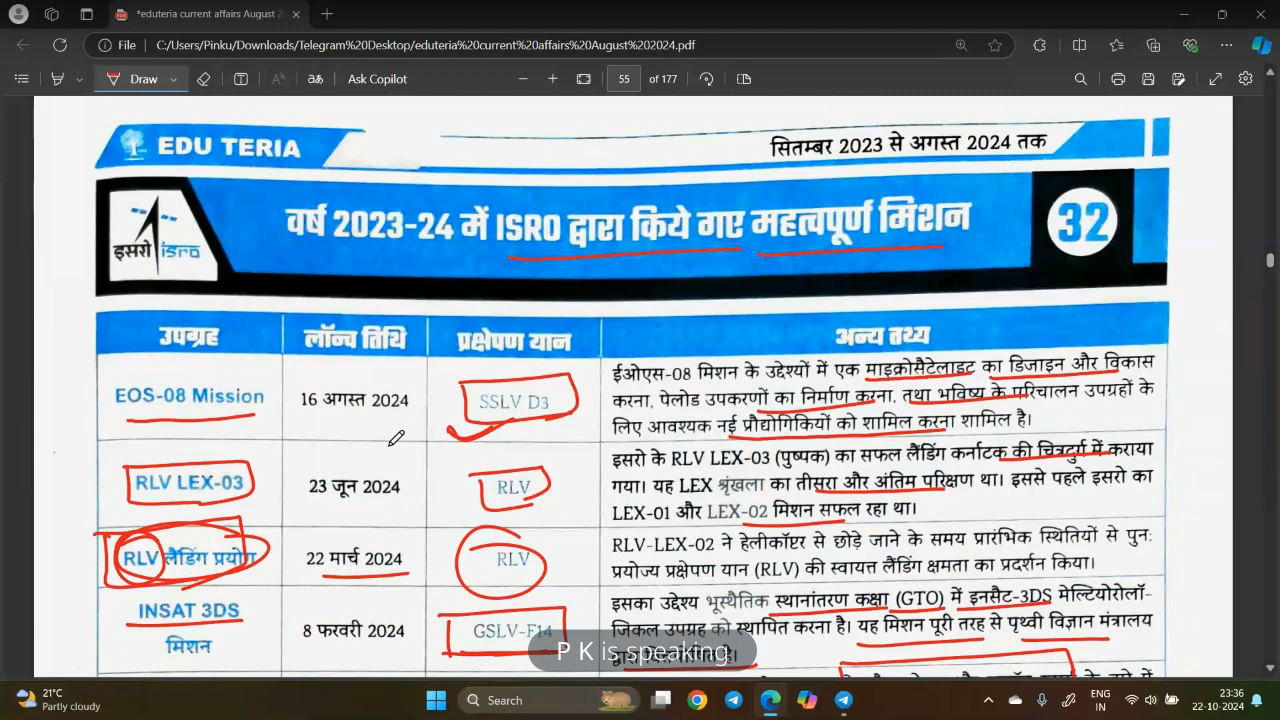 *eduteria current affairs August 2
File C:/Users/Pinku/Downloads/Telegram%20Desktop/eduteria%20current%20affairs%20August%202024.pdf
Draw Ask Copilot 55 of 177
EDU TERIA
सितम्बर 2023 से अगस्त 2024 तक
इसरो isro
वर्ष 2023-24 में ISRO द्वारा किये गए महत्वपूर्ण मिशन
32
उपग्रह लॉन्च तिथि प्रक्षेपण यान अन्य तथ्य
EOS-08 Mission 16 अगस्त 2024 SSLV D3
ईओएस-08 मिशन के उद्देश्यों में एक माइक्रोसैटेलाइट का डिजाइन और विकास
करना, पेलोड उपकरणों का निर्माण करना, तथा भविष्य के परिचालन उपग्रहों के
लिए आवश्यक नई प्रौद्योगिकियों को शामिल करना शामिल है।
RLV LEX-03 23 जून 2024 RLV
इसरो के RLV LEX-03 (पुष्पक) का सफल लैंडिंग कर्नाटक की चित्रदुर्ग में कराया
गया। यह LEX श्रृंखला का तीसरा और अंतिम परिक्षण था। इससे पहले इसरो का
LEX-01 और LEX-02 मिशन सफल रहा था।
RLV लैंडिंग प्रयोग 22 मार्च 2024 RLV
RLV-LEX-02 ने हेलीकॉप्टर से छोड़े जाने के समय प्रारंभिक स्थितियों से पुनः
प्रयोज्य प्रक्षेपण यान (RLV) की स्वायत्त लैंडिंग क्षमता का प्रदर्शन किया।
INSAT 3DS
मिशन
8 फरवरी 2024 GSLV-F14
इसका उद्देश्य भूस्थैतिक स्थानांतरण कक्षा (GTO) में इनसैट-3DS मेल्टियोरोलॉ-
जिकल उपग्रह को स्थापित करना है। यह मिशन पूरी तरह से पृथ्वी विज्ञान मंत्रालय
P K is speaking
21°C
Partly cloudy
Search
ENG
IN
23:36
22-10-2024